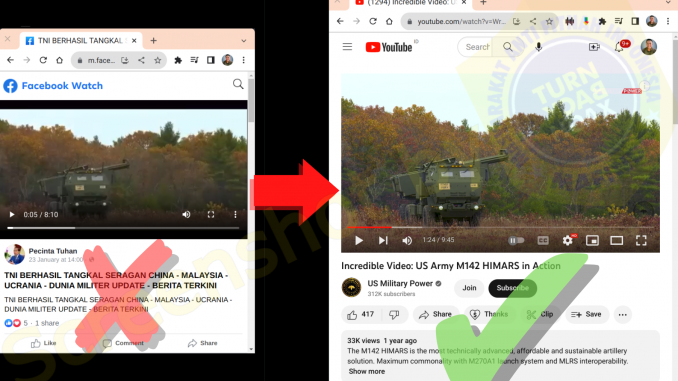 TNI BERHASIL TANGKAL
m.face
Facebook Watch
0:05 / 8:10
Pecinta Tuhan
23 January at 14:00
TNI BERHASIL TANGKAL SERAGAN CHINA - MALAYSIA -
UCRANIA - DUNIA MILITER UPDATE - BERITA TERKINI
TNI BERHASIL TANGKAL SERAGAN CHINA - MALAYSIA - UCRANIA -
DUNIA MILITER UPDATE - BERITA TERKINI
5 · 1 share
Like
Comment
Share
(1294) Incredible Video: U
youtube.com/watch?v=Wr...
YouTube
ID
Search
9+
POWER
TURN
BACK
HOAX
1:24 / 9:45
Incredible Video: US Army M142 HIMARS in Action
US Military Power
312K subscribers
Join
Subscribe
417
Share
Thanks
Clip
Save
33K views 1 year ago
The M142 HIMARS is the most technically advanced, affordable and sustainable artillery
solution. Maximum commonality with M270A1 launch system and MLRS interoperability.
Show more